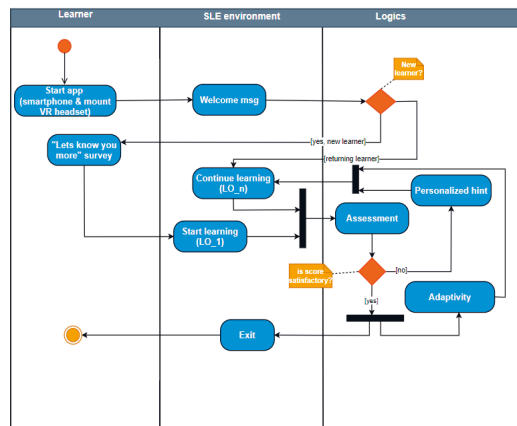 Learner
SLE environment
Logics
New
learner?
Start app
(smartphone & mount
VR headset)
Welcome msg
[yes, new learner]
"Lets know you
more" survey
[returning learner]
Continue learning
(LO_n)
Personalized hint
Start learning
(LO_1)
Assessment
is score
satisfactory?
[no]
[yes]
Adaptivity
Exit